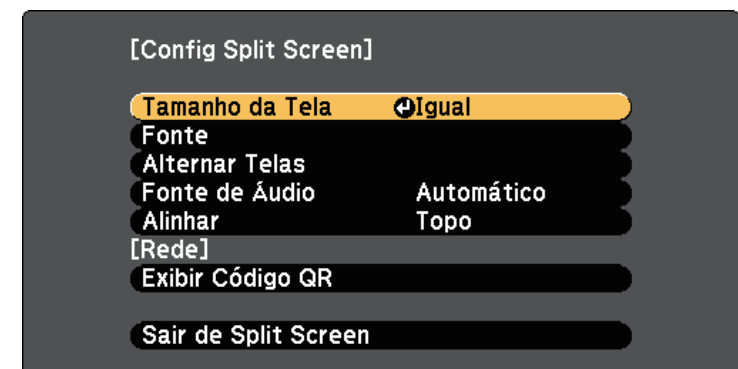 [Config Split Screen]
Tamanho da Tela Igual
Fonte
Alternar Telas
Fonte de Áudio Automático
Alinhar Topo
[Rede]
Exibir Código QR
Sair de Split Screen